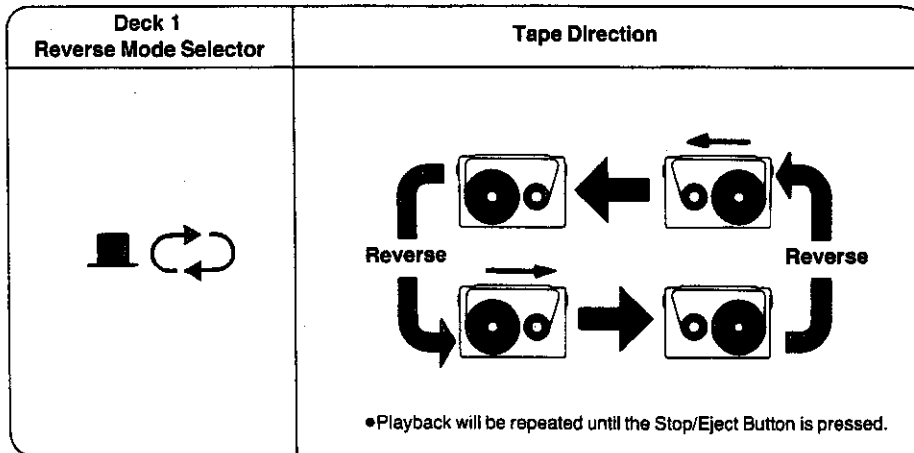 Deck 1
Reverse Mode Selector
Tape Direction
Reverse
Reverse
●Playback will be repeated until the Stop/Eject Button is pressed.